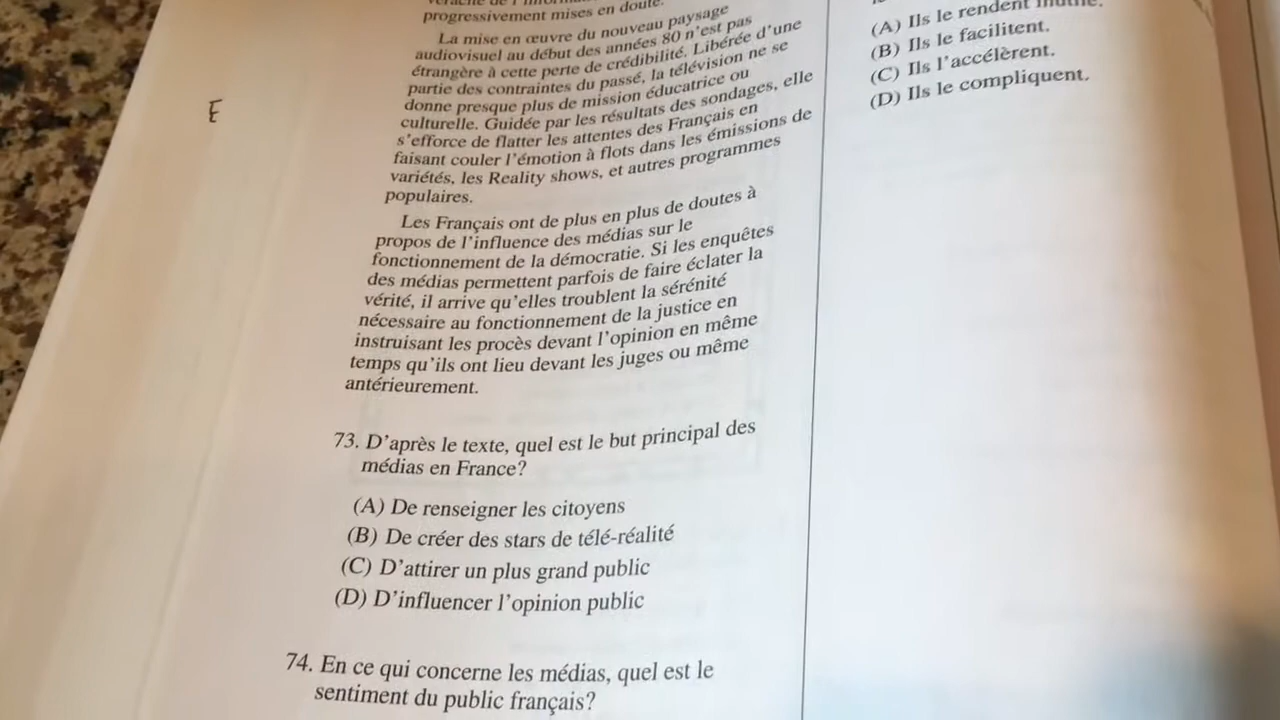 progressivement mises en doute.
La mise en œuvre du nouveau paysage
audiovisuel au début des années 80 n'est pas
étrangère à cette perte de crédibilité. Libérée d'une
partie des contraintes du passé, la télévision ne se
donne presque plus de mission éducatrice ou
culturelle. Guidée par les résultats des sondages, elle
s'efforce de flatter les attentes des Français en
faisant couler l'émotion à flots dans les émissions de
variétés, les Reality shows, et autres programmes
populaires.
Les Français ont de plus en plus de doutes à
propos de l'influence des médias sur le
fonctionnement de la démocratie. Si les enquêtes
des médias permettent parfois de faire éclater la
vérité, il arrive qu'elles troublent la sérénité
nécessaire au fonctionnement de la justice en
instruisant les procès devant l'opinion en même
temps qu'ils ont lieu devant les juges ou même
antérieurement.
73. D'après le texte, quel est le but principal des
médias en France?
(A) De renseigner les citoyens
(B) De créer des stars de télé-réalité
(C) D'attirer un plus grand public
(D) D'influencer l'opinion public
74. En ce qui concerne les médias, quel est le
sentiment du public français?
(A) Ils le rendent
(B) Ils le facilitent.
(C) Ils l'accélèrent.
(D) Ils le compliquent.
E